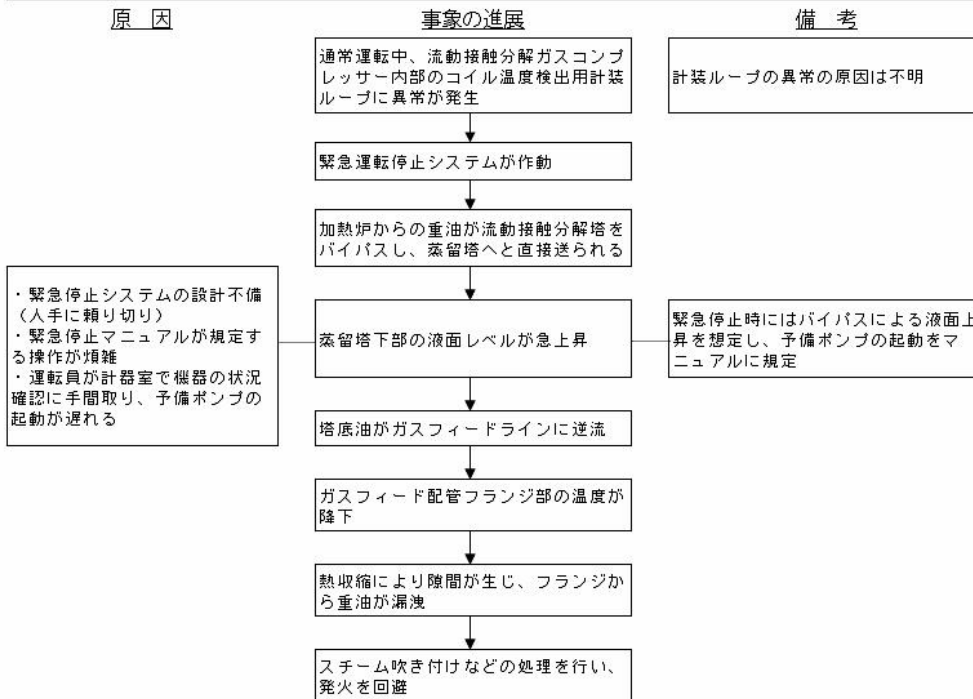 原　因
事象の進展
備　考
通常運転中、流動接触分解ガスコンプ
レッサー内部のコイル温度検出用計装
ループに異常が発生
計装ループの異常の原因は不明
緊急運転停止システムが作動
加熱炉からの重油が流動接触分解塔を
バイパスし、蒸留塔へと直接送られる
・緊急停止システムの設計不備
（人手に頼り切り）
・緊急停止マニュアルが規定す
る操作が煩雑
・運転員が計器室で機器の状況
確認に手間取り、予備ポンプの
起動が遅れる
蒸留塔下部の液面レベルが急上昇
緊急停止時にはバイパスによる液面上
昇を想定し、予備ポンプの起動をマ
ニュアルに規定
塔底油がガスフィードラインに逆流
ガスフィード配管フランジ部の温度が
降下
熱収縮により隙間が生じ、フランジか
ら重油が漏洩
スチーム吹き付けなどの処理を行い、
発火を回避